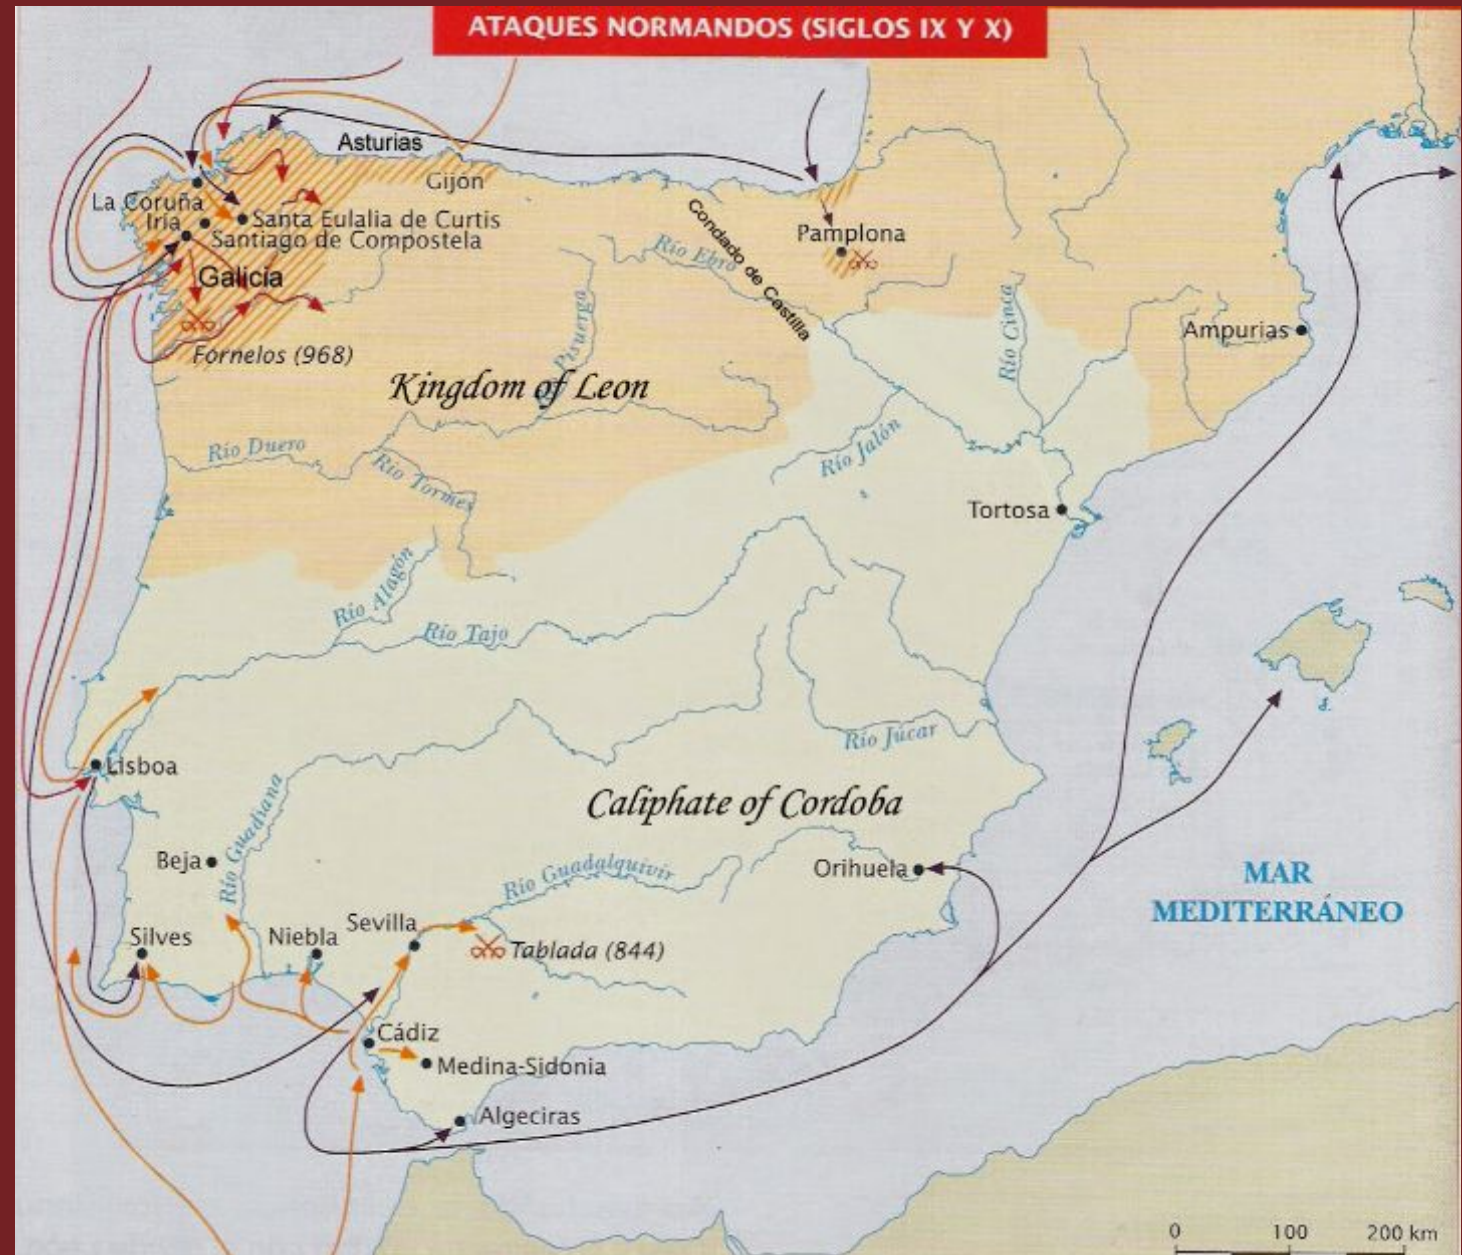 ATAQUES NORMANDOS (SIGLOS IX Y X)
Asturias
Gijón
La Coruña
Iria
Santa Eulalia de Curtis
Santiago de Compostela
Galicia
Fornelos (968)
Condado de Castilla
Pamplona
Río Ebro
Río Pisuerga
Río Cinca
Ampurias
Kingdom of Leon
Río Duero
Río Tormes
Río Jalón
Tortosa
Río Alagón
Río Tajo
Río Júcar
Lisboa
Caliphate of Cordoba
Beja
Río Guadiana
Río Guadalquivir
Orihuela
MAR
MEDITERRÁNEO
Silves
Niebla
Sevilla
Tablada (844)
Cádiz
Medina-Sidonia
Algeciras
0 100 200 km